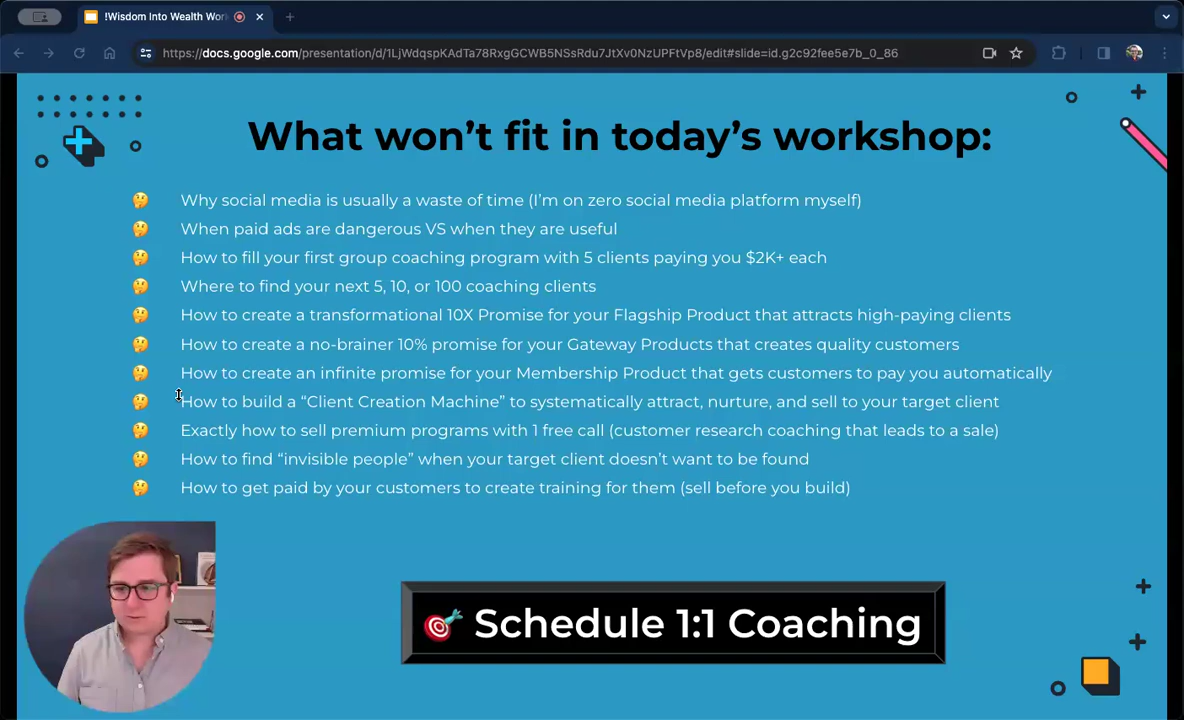 !Wisdom Into Wealth Wor
https://docs.google.com/presentation/d/1LjWdqspKAdTa78RxgGCWB5NSsRdu7JtXv0NzUPFtVp8/edit#slide=id.g2c92fee5e7b_0_86
What won’t fit in today’s workshop:
Why social media is usually a waste of time (I’m on zero social media platform myself)
When paid ads are dangerous VS when they are useful
How to fill your first group coaching program with 5 clients paying you $2K+ each
Where to find your next 5, 10, or 100 coaching clients
How to create a transformational 10X Promise for your Flagship Product that attracts high-paying clients
How to create a no-brainer 10% promise for your Gateway Products that creates quality customers
How to create an infinite promise for your Membership Product that gets customers to pay you automatically
How to build a “Client Creation Machine” to systematically attract, nurture, and sell to your target client
Exactly how to sell premium programs with 1 free call (customer research coaching that leads to a sale)
How to find “invisible people” when your target client doesn’t want to be found
How to get paid by your customers to create training for them (sell before you build)
Schedule 1:1 Coaching